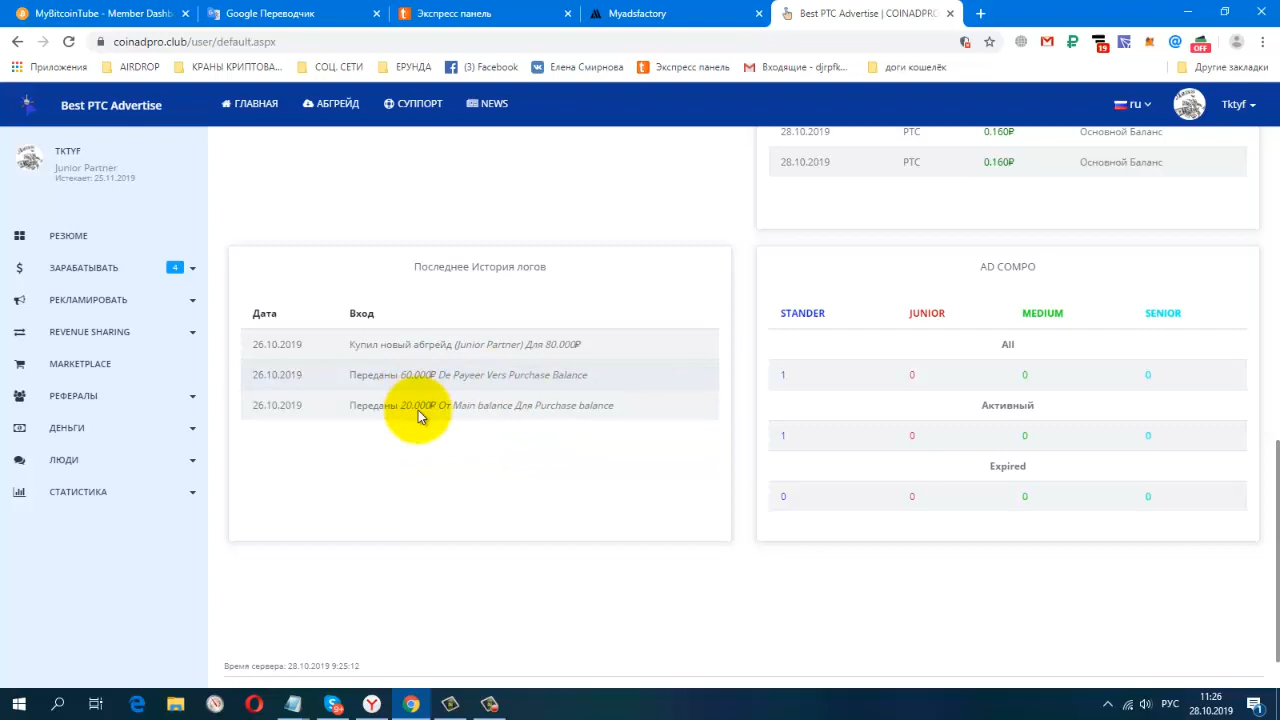 MyBitcoinTube - Member Dashb
Google Переводчик
Экспресс панель
Myadsfactory
Best PTC Advertise | COINADPRO
coinadpro.club/user/default.aspx
19
OFF
Приложения
AIRDROP
КРАНЫ КРИПТОВА...
СОЦ. СЕТИ
ЕРУНДА
(3) Facebook
Елена Смирнова
Экспресс панель
Входящие - djrpfk...
доги кошелёк
Другие закладки
Best PTC Advertise
ГЛАВНАЯ
АБГРЕЙД
СУППОРТ
NEWS
ru
Tktyf
TKTYF
Junior Partner
Истекает: 25.11.2019
РЕЗЮМЕ
ЗАРАБАТЫВАТЬ 4
РЕКЛАМИРОВАТЬ
REVENUE SHARING
MARKETPLACE
РЕФЕРАЛЫ
ДЕНЬГИ
ЛЮДИ
СТАТИСТИКА
28.10.2019 PTC 0.160₽ Основной Баланс
28.10.2019 PTC 0.160₽ Основной Баланс
Последнее История логов
Дата Вход
26.10.2019 Купил новый абгрейд (Junior Partner) Для 80.000₽
26.10.2019 Переданы 60.000₽ De Payeer Vers Purchase Balance
26.10.2019 Переданы 20.000₽ От Main balance Для Purchase balance
AD COMPO
STANDER JUNIOR MEDIUM SENIOR
All
1 0 0 0
Активный
1 0 0 0
Expired
0 0 0 0
Время сервера: 28.10.2019 9:25:12
РУС
11:26
28.10.2019